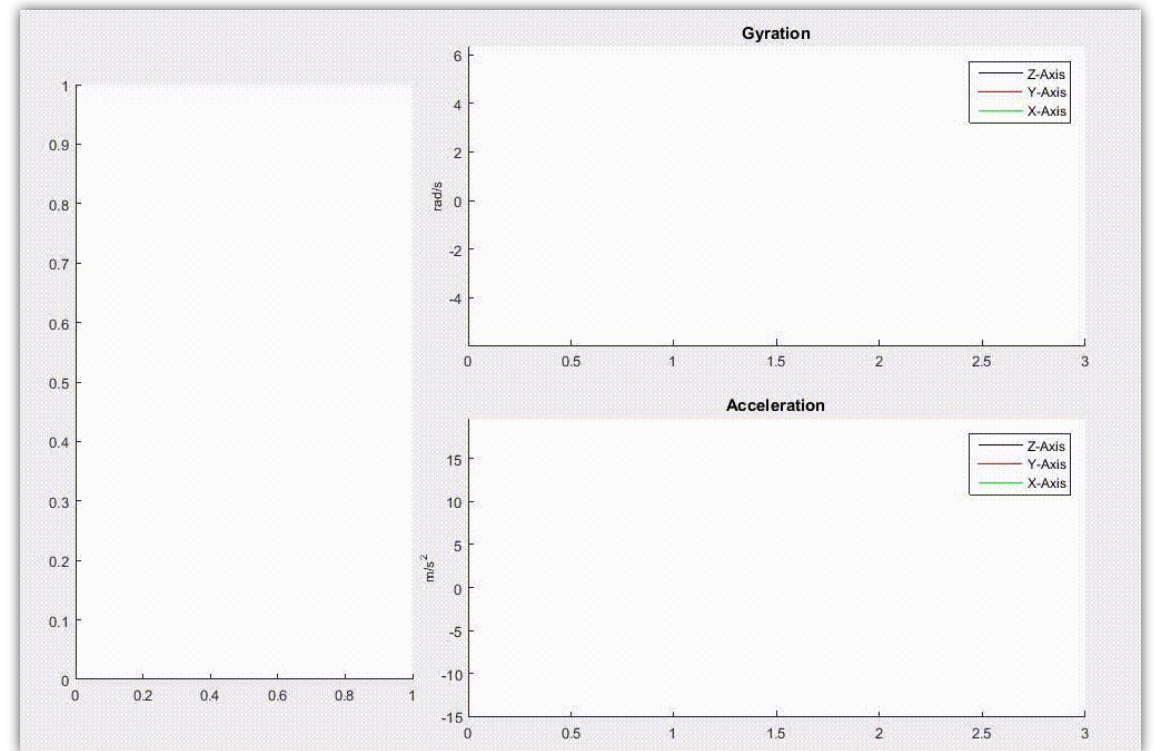 1
0.9
0.8
0.7
0.6
0.5
0.4
0.3
0.2
0.1
0
0 0.2 0.4 0.6 0.8 1
Gyration
rad/s
6
4
2
0
-2
-4
0 0.5 1 1.5 2 2.5 3
Z-Axis
Y-Axis
X-Axis
Acceleration
m/s²
15
10
5
0
-5
-10
-15
0 0.5 1 1.5 2 2.5 3
Z-Axis
Y-Axis
X-Axis